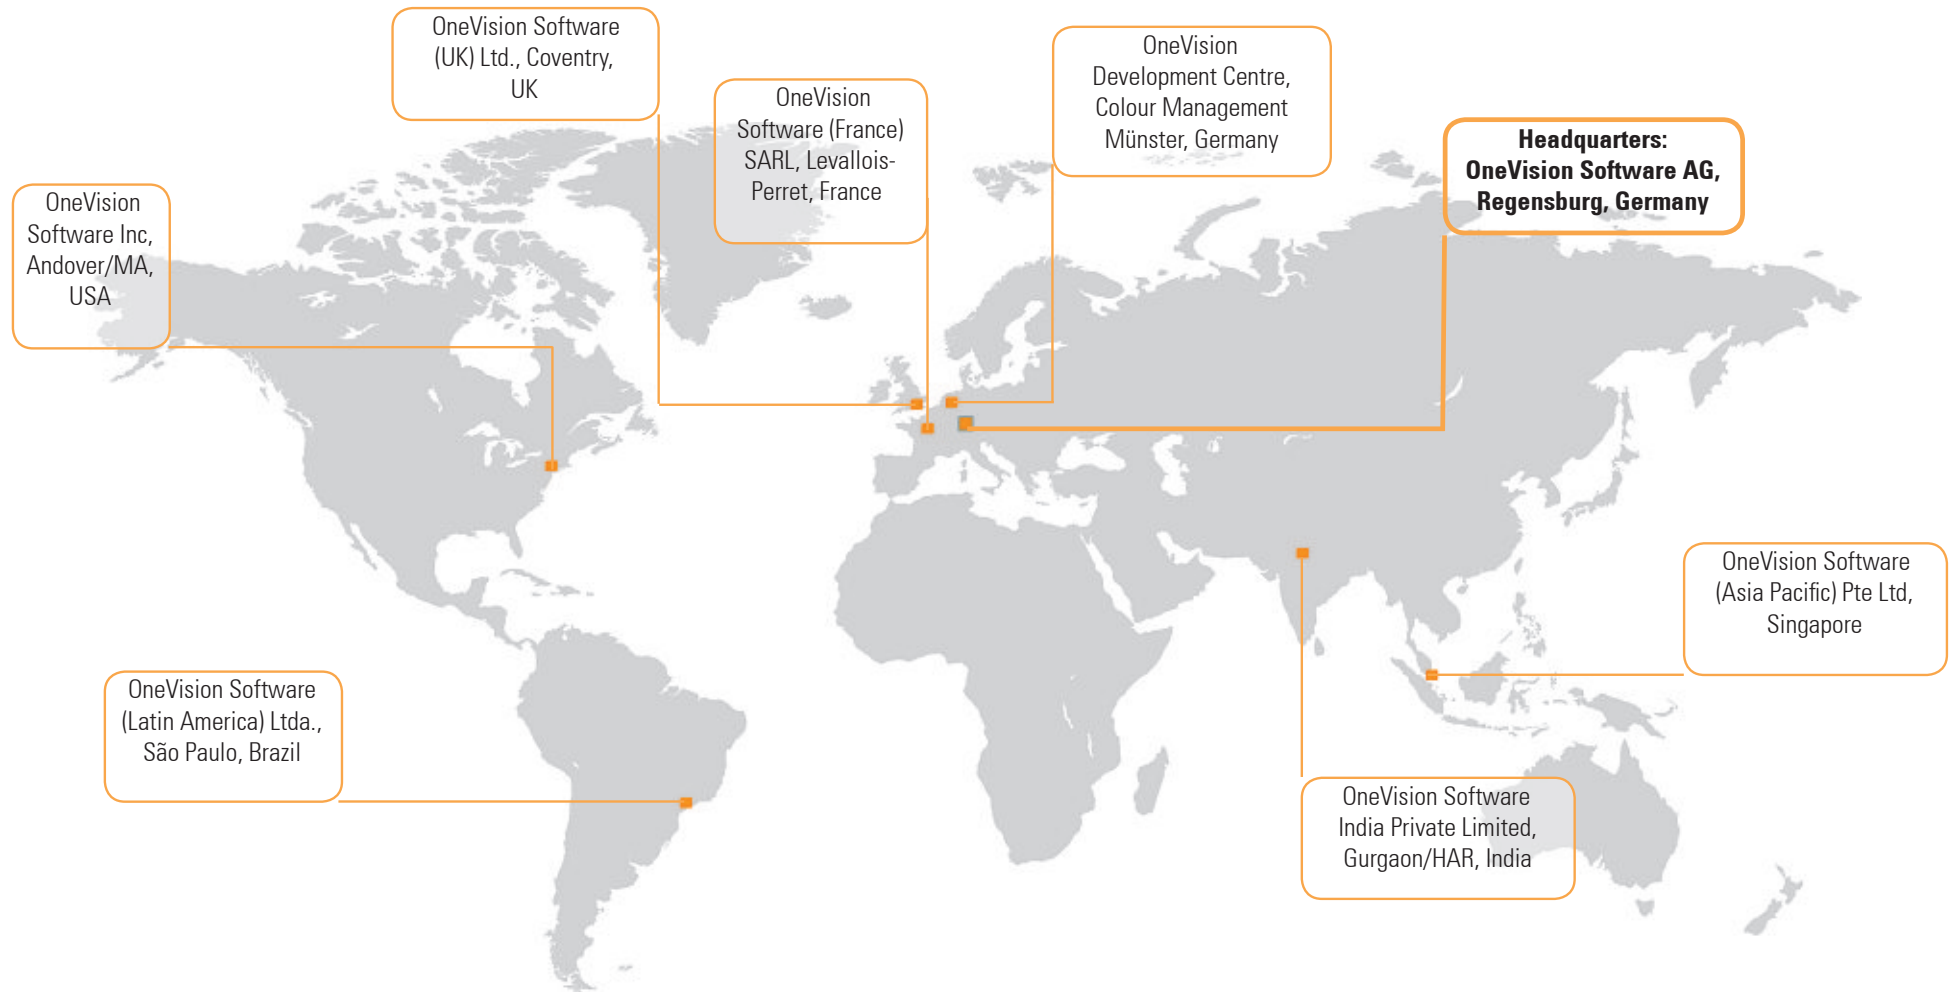 OneVision Software
(UK) Ltd., Coventry,
UK
OneVision
Software (France)
SARL, Levallois-
Perret, France
OneVision
Development Centre,
Colour Management
Münster, Germany
Headquarters:
OneVision Software AG,
Regensburg, Germany
OneVision
Software Inc,
Andover/MA,
USA
OneVision Software
(Asia Pacific) Pte Ltd,
Singapore
OneVision Software
(Latin America) Ltda.,
São Paulo, Brazil
OneVision Software
India Private Limited,
Gurgaon/HAR, India